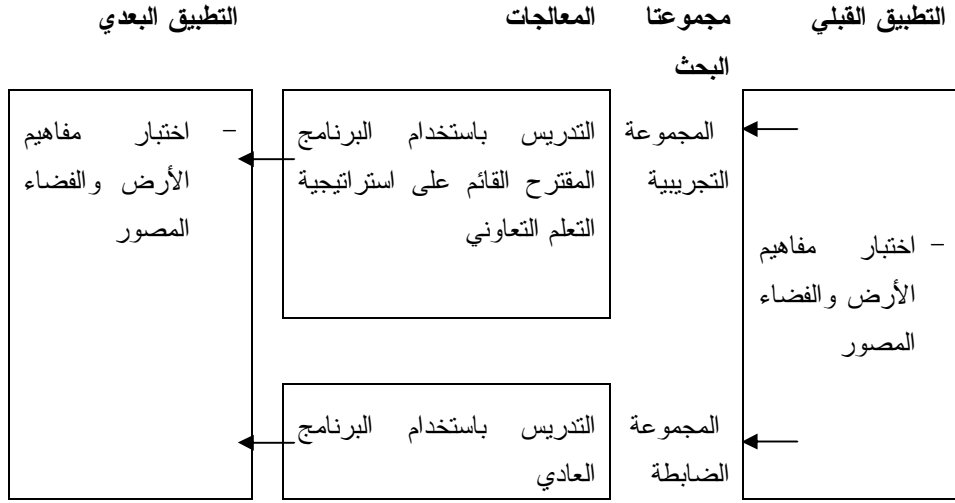 التطبيق القبلي
مجموعتا
البحث
المعالجات
التطبيق البعدي
- اختبار مفاهيم
الأرض والفضاء
المصور
المجموعة
التجريبية
التدريس باستخدام البرنامج
المقترح القائم على استراتيجية
التعلم التعاوني
المجموعة
الضابطة
التدريس باستخدام البرنامج
العادي
- اختبار مفاهيم
الأرض والفضاء
المصور